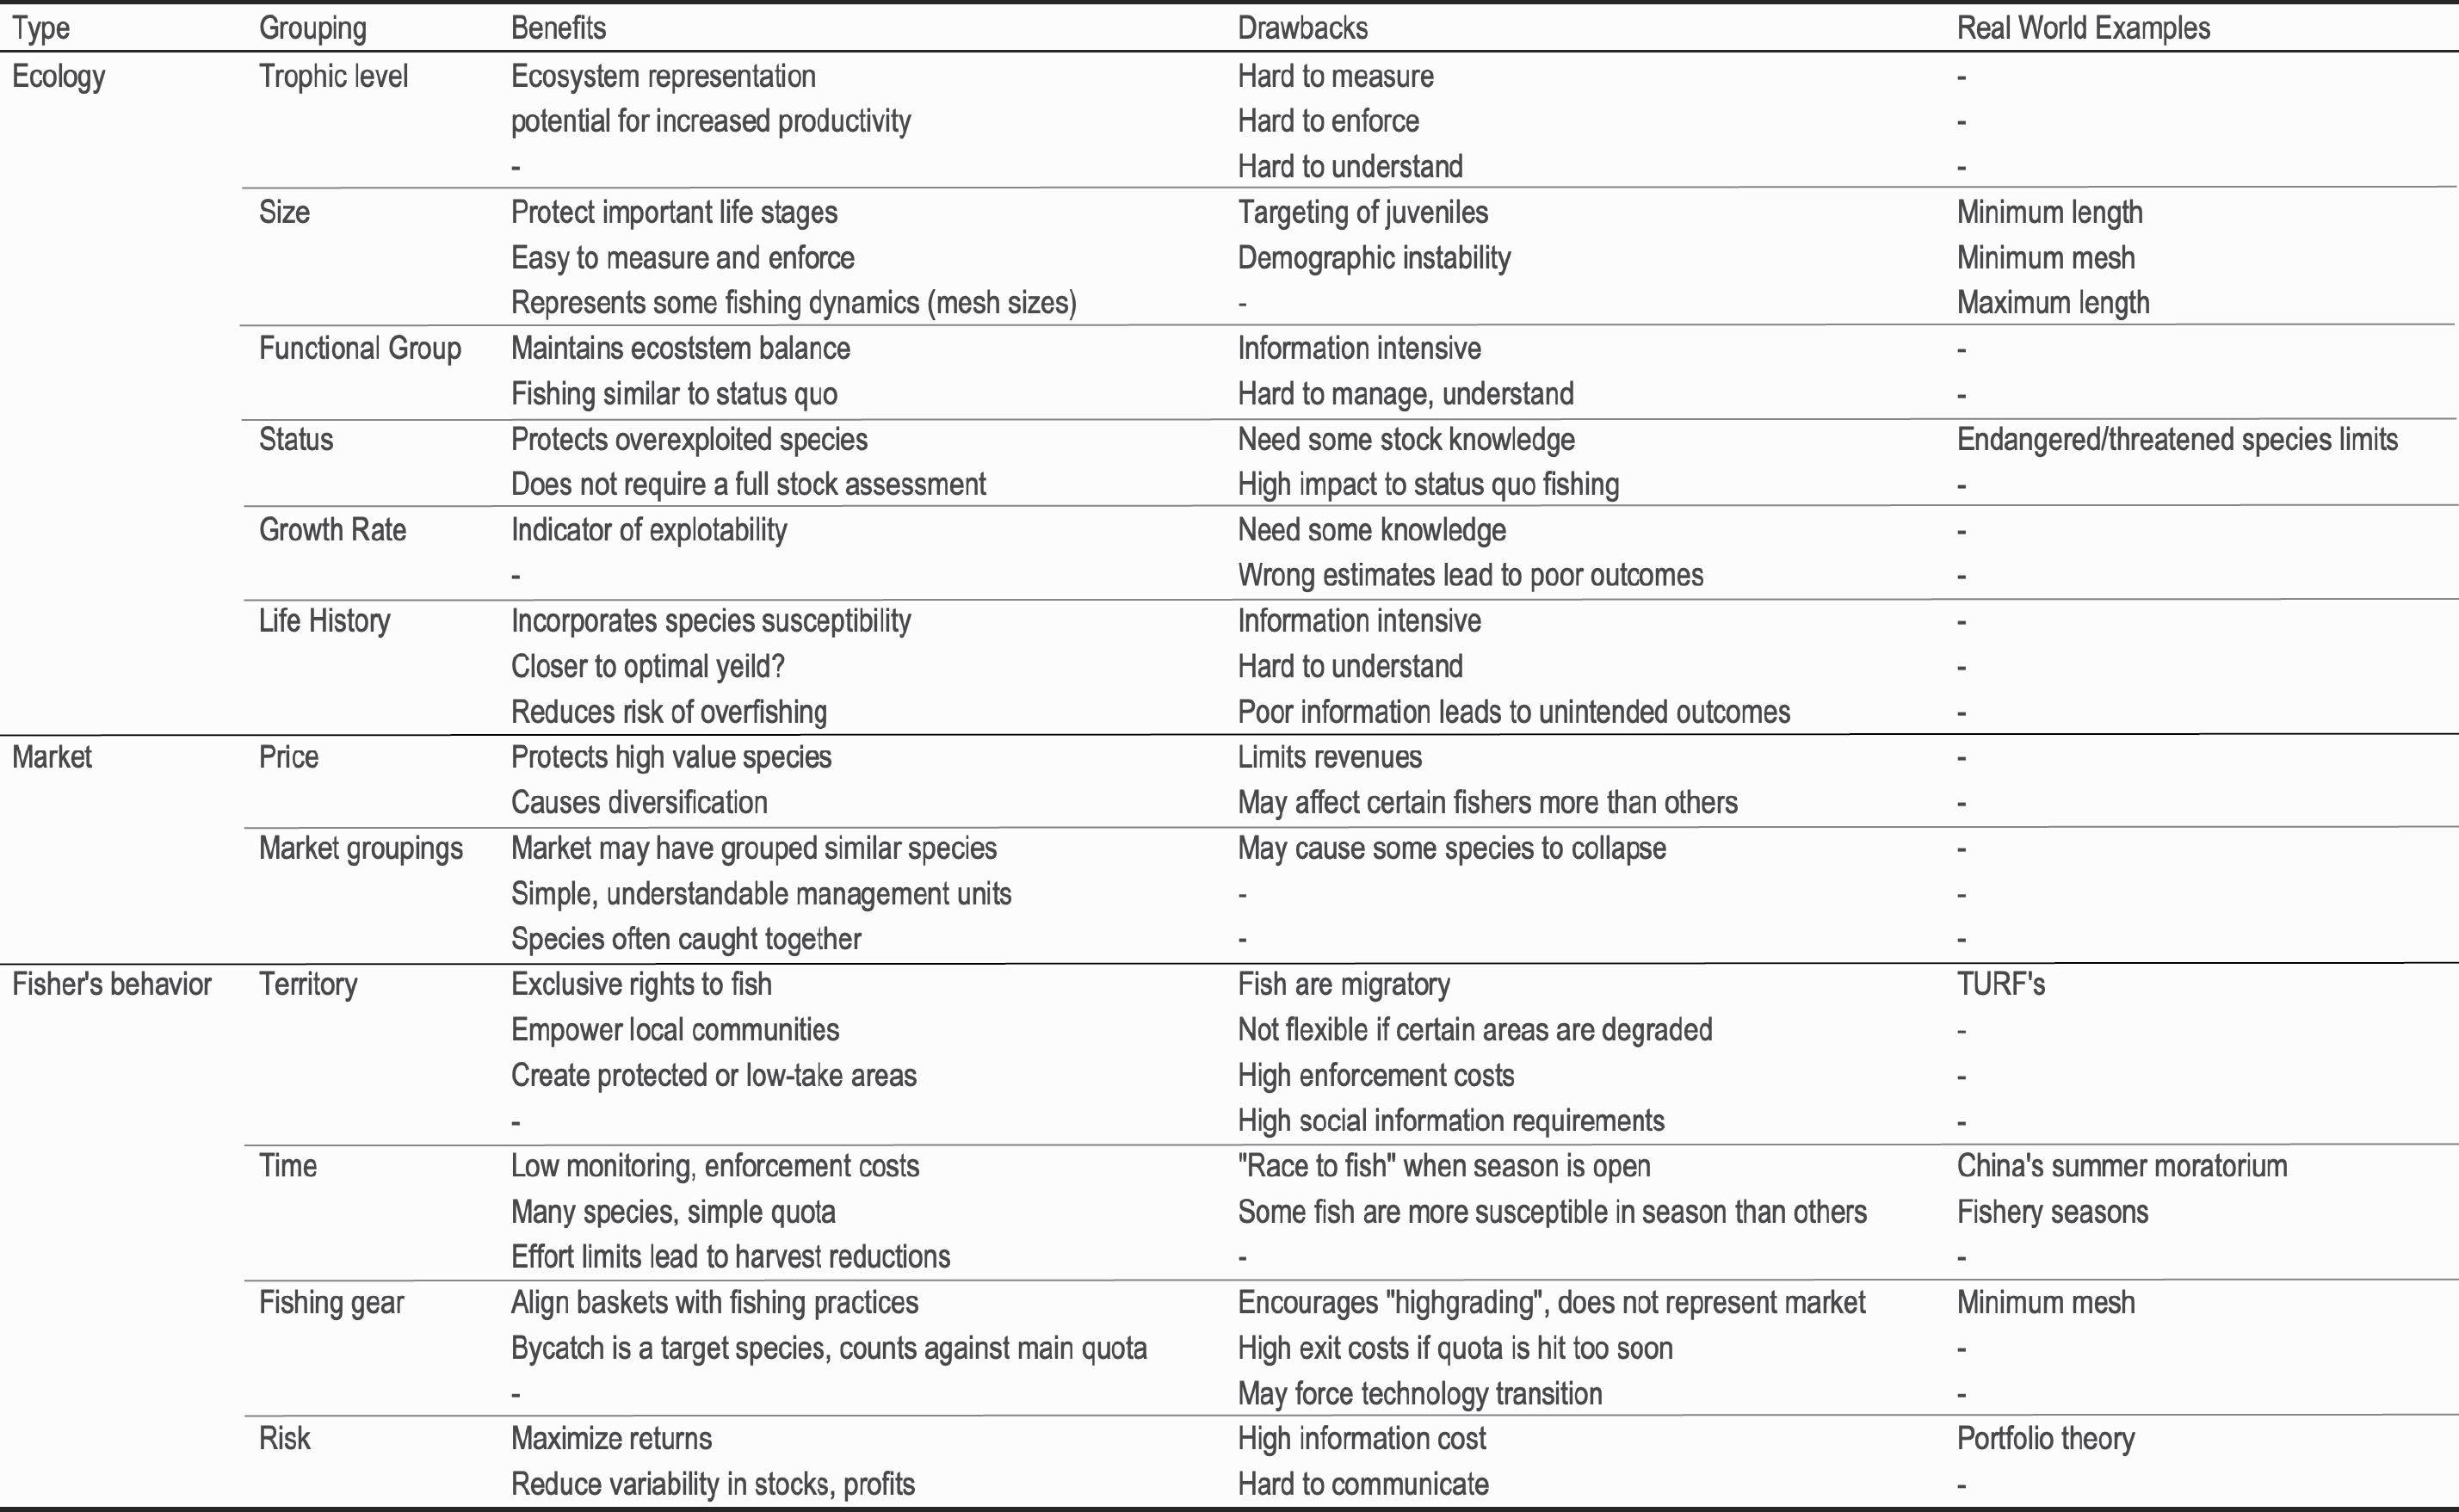 Type Grouping Benefits Drawbacks Real World Examples
Ecology Trophic level Ecosystem representation Hard to measure -
potential for increased productivity Hard to enforce -
- Hard to understand -
Size Protect important life stages Targeting of juveniles Minimum length
Easy to measure and enforce Demographic instability Minimum mesh
Represents some fishing dynamics (mesh sizes) - Maximum length
Functional Group Maintains ecoststem balance Information intensive -
Fishing similar to status quo Hard to manage, understand -
Status Protects overexploited species Need some stock knowledge Endangered/threatened species limits
Does not require a full stock assessment High impact to status quo fishing -
Growth Rate Indicator of explotability Need some knowledge -
- Wrong estimates lead to poor outcomes -
Life History Incorporates species susceptibility Information intensive -
Closer to optimal yeild? Hard to understand -
Reduces risk of overfishing Poor information leads to unintended outcomes -
Market Price Protects high value species Limits revenues -
Causes diversification May affect certain fishers more than others -
Market groupings Market may have grouped similar species May cause some species to collapse -
Simple, understandable management units - -
Species often caught together - -
Fisher's behavior Territory Exclusive rights to fish Fish are migratory TURF's
Empower local communities Not flexible if certain areas are degraded -
Create protected or low-take areas High enforcement costs -
- High social information requirements -
Time Low monitoring, enforcement costs "Race to fish" when season is open China's summer moratorium
Many species, simple quota Some fish are more susceptible in season than others Fishery seasons
Effort limits lead to harvest reductions - -
Fishing gear Align baskets with fishing practices Encourages "highgrading", does not represent market Minimum mesh
Bycatch is a target species, counts against main quota High exit costs if quota is hit too soon -
- May force technology transition -
Risk Maximize returns High information cost Portfolio theory
Reduce variability in stocks, profits Hard to communicate -